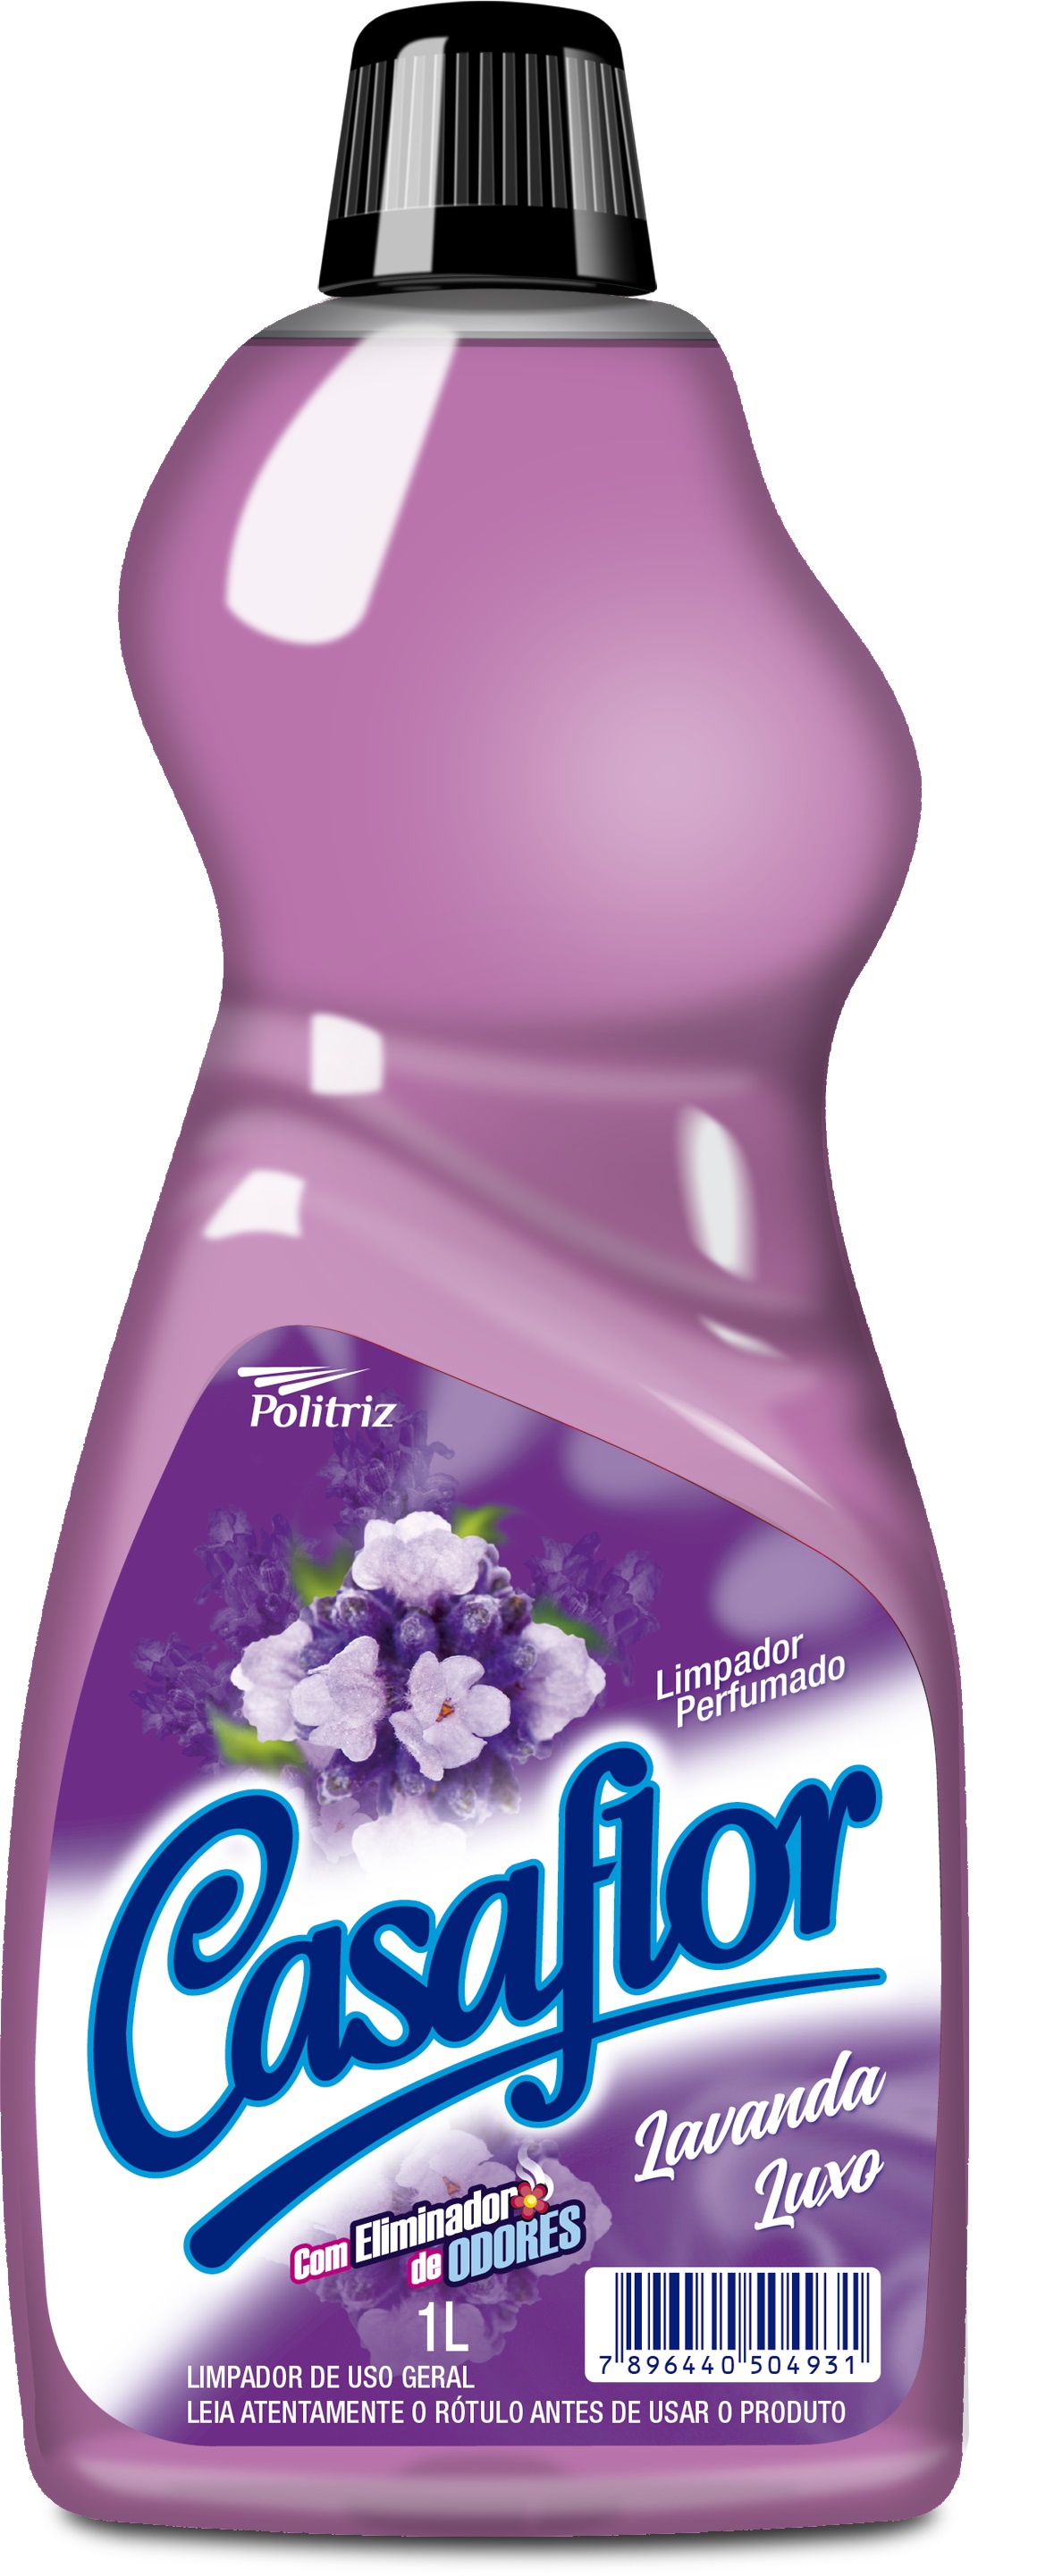 Politriz
Limpador
Perfumado
Casaflor
Lavanda
Luxo
Com Eliminador
de ODORES
1L
7 896440 504931
LIMPADOR DE USO GERAL
LEIA ATENTAMENTE O RÓTULO ANTES DE USAR O PRODUTO